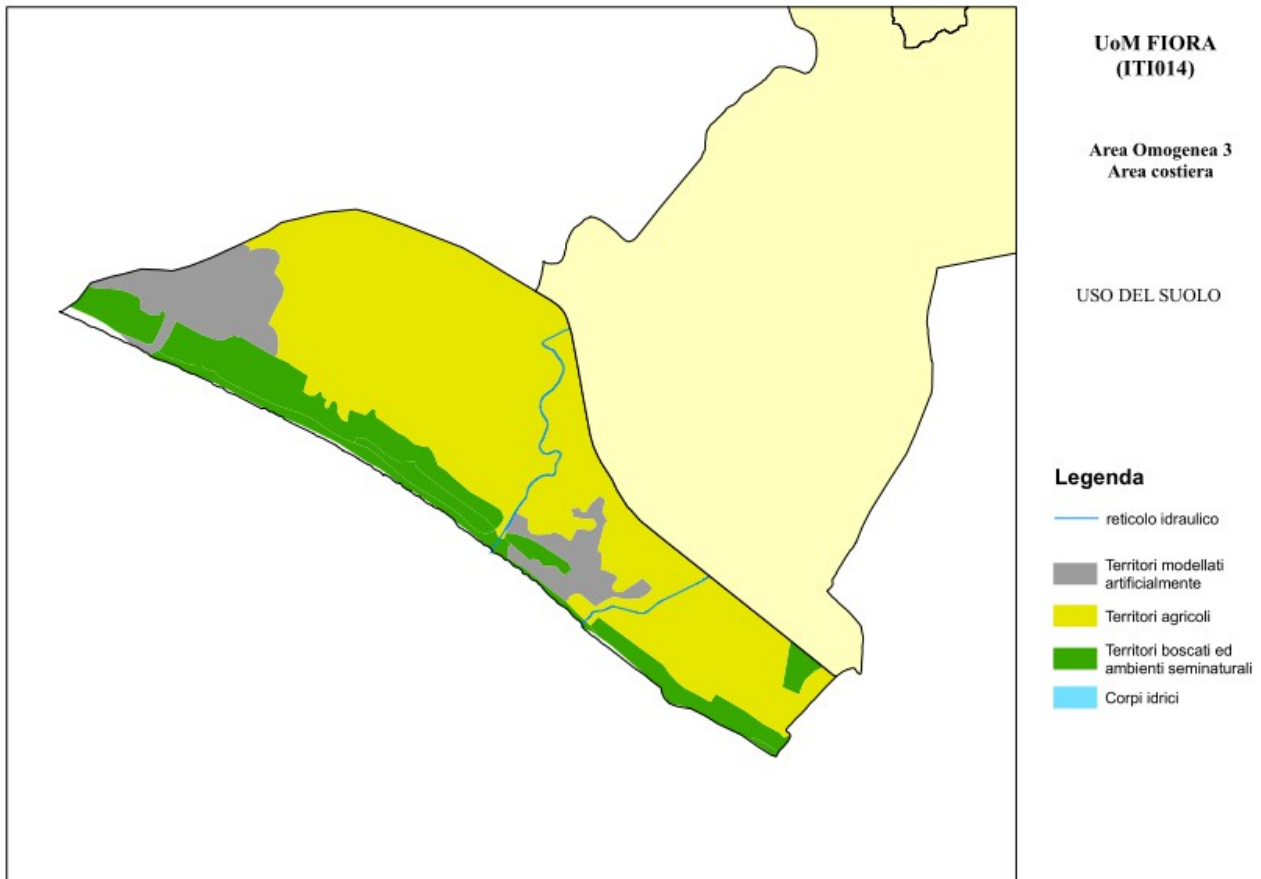 UoM FIORA
(ITI014)
Area Omogenea 3
Area costiera
USO DEL SUOLO
Legenda
reticolo idraulico
Territori modellati
artificialmente
Territori agricoli
Territori boscati ed
ambienti seminaturali
Corpi idrici